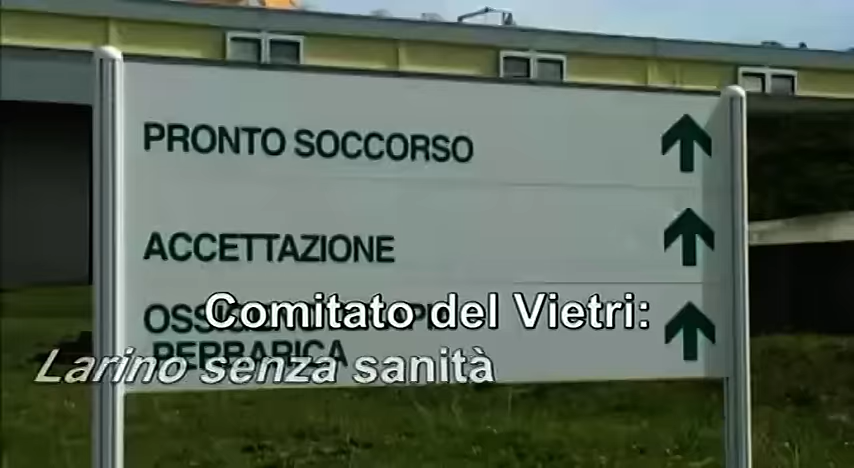 PRONTO SOCCORSO
ACCETTAZIONE
Comitato del Vietri:
Larino senza sanità